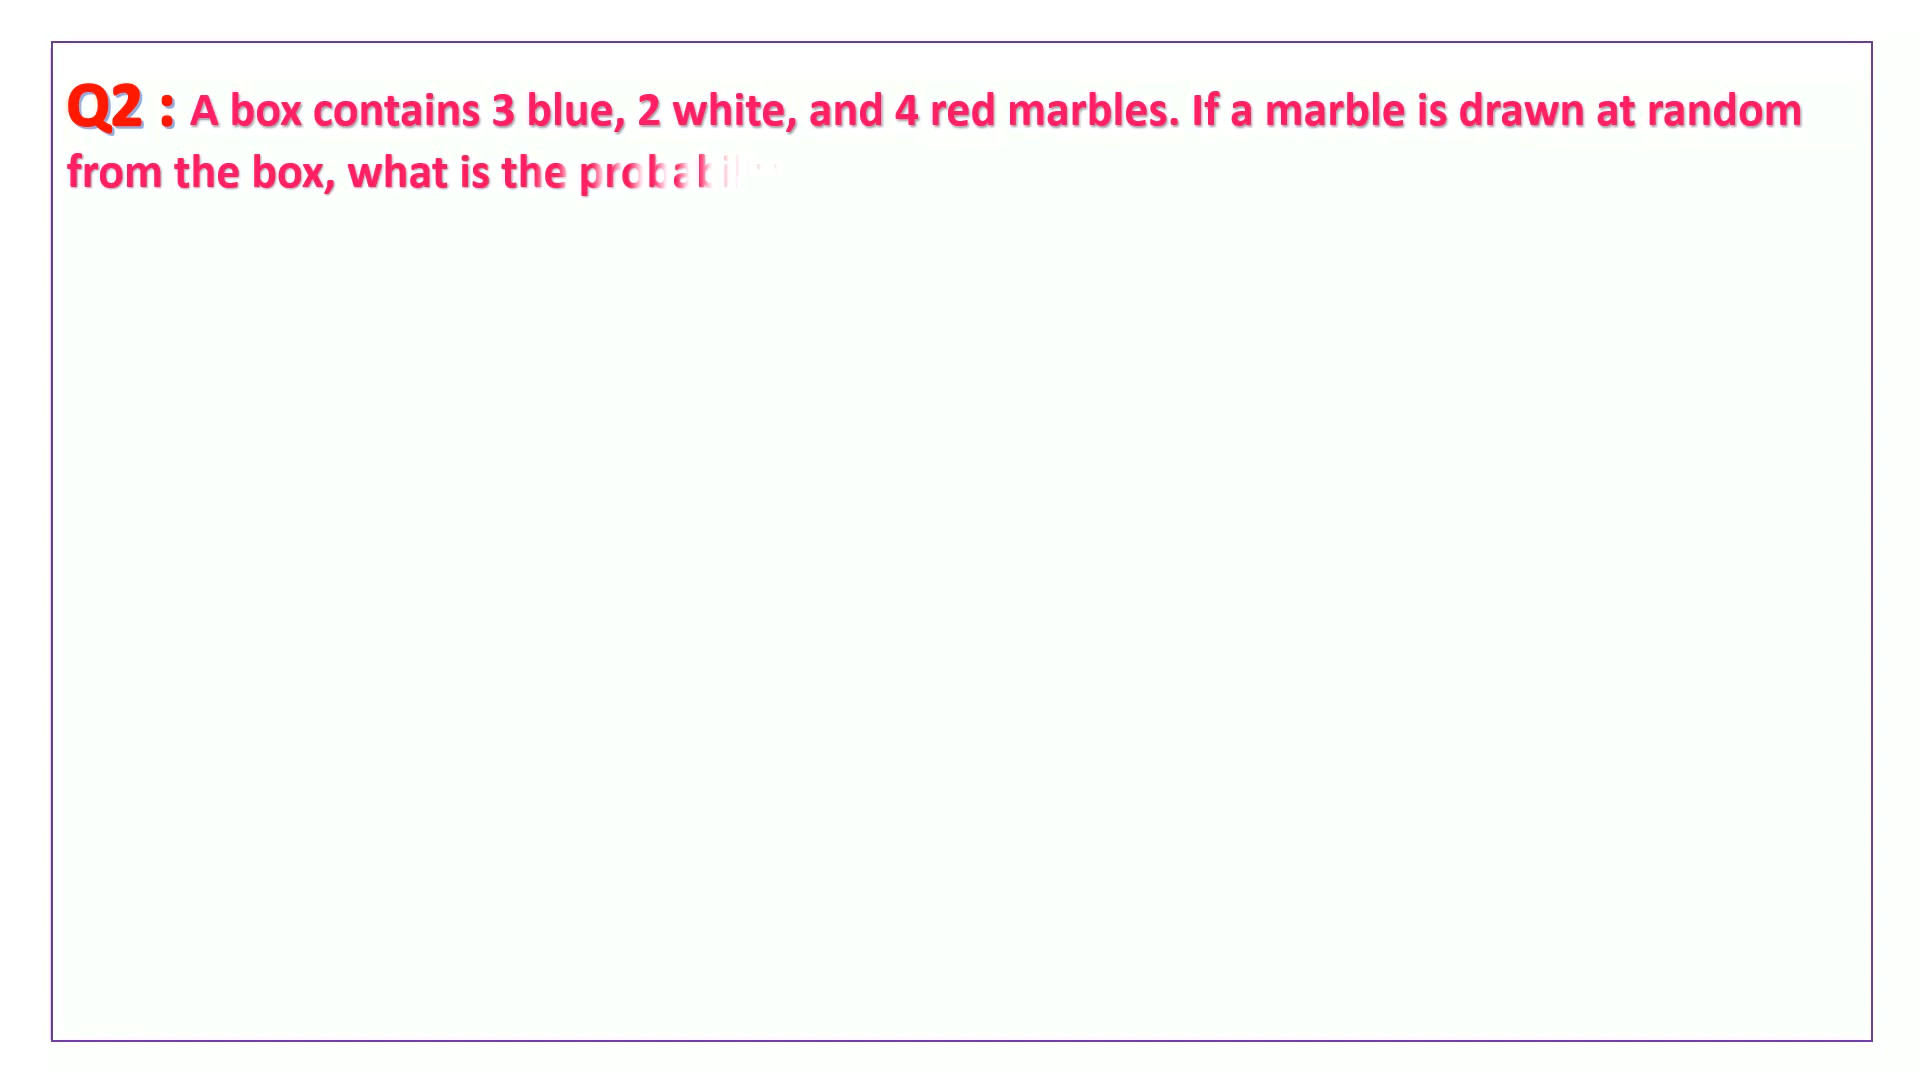 Q2 : A box contains 3 blue, 2 white, and 4 red marbles. If a marble is drawn at random
from the box, what is the